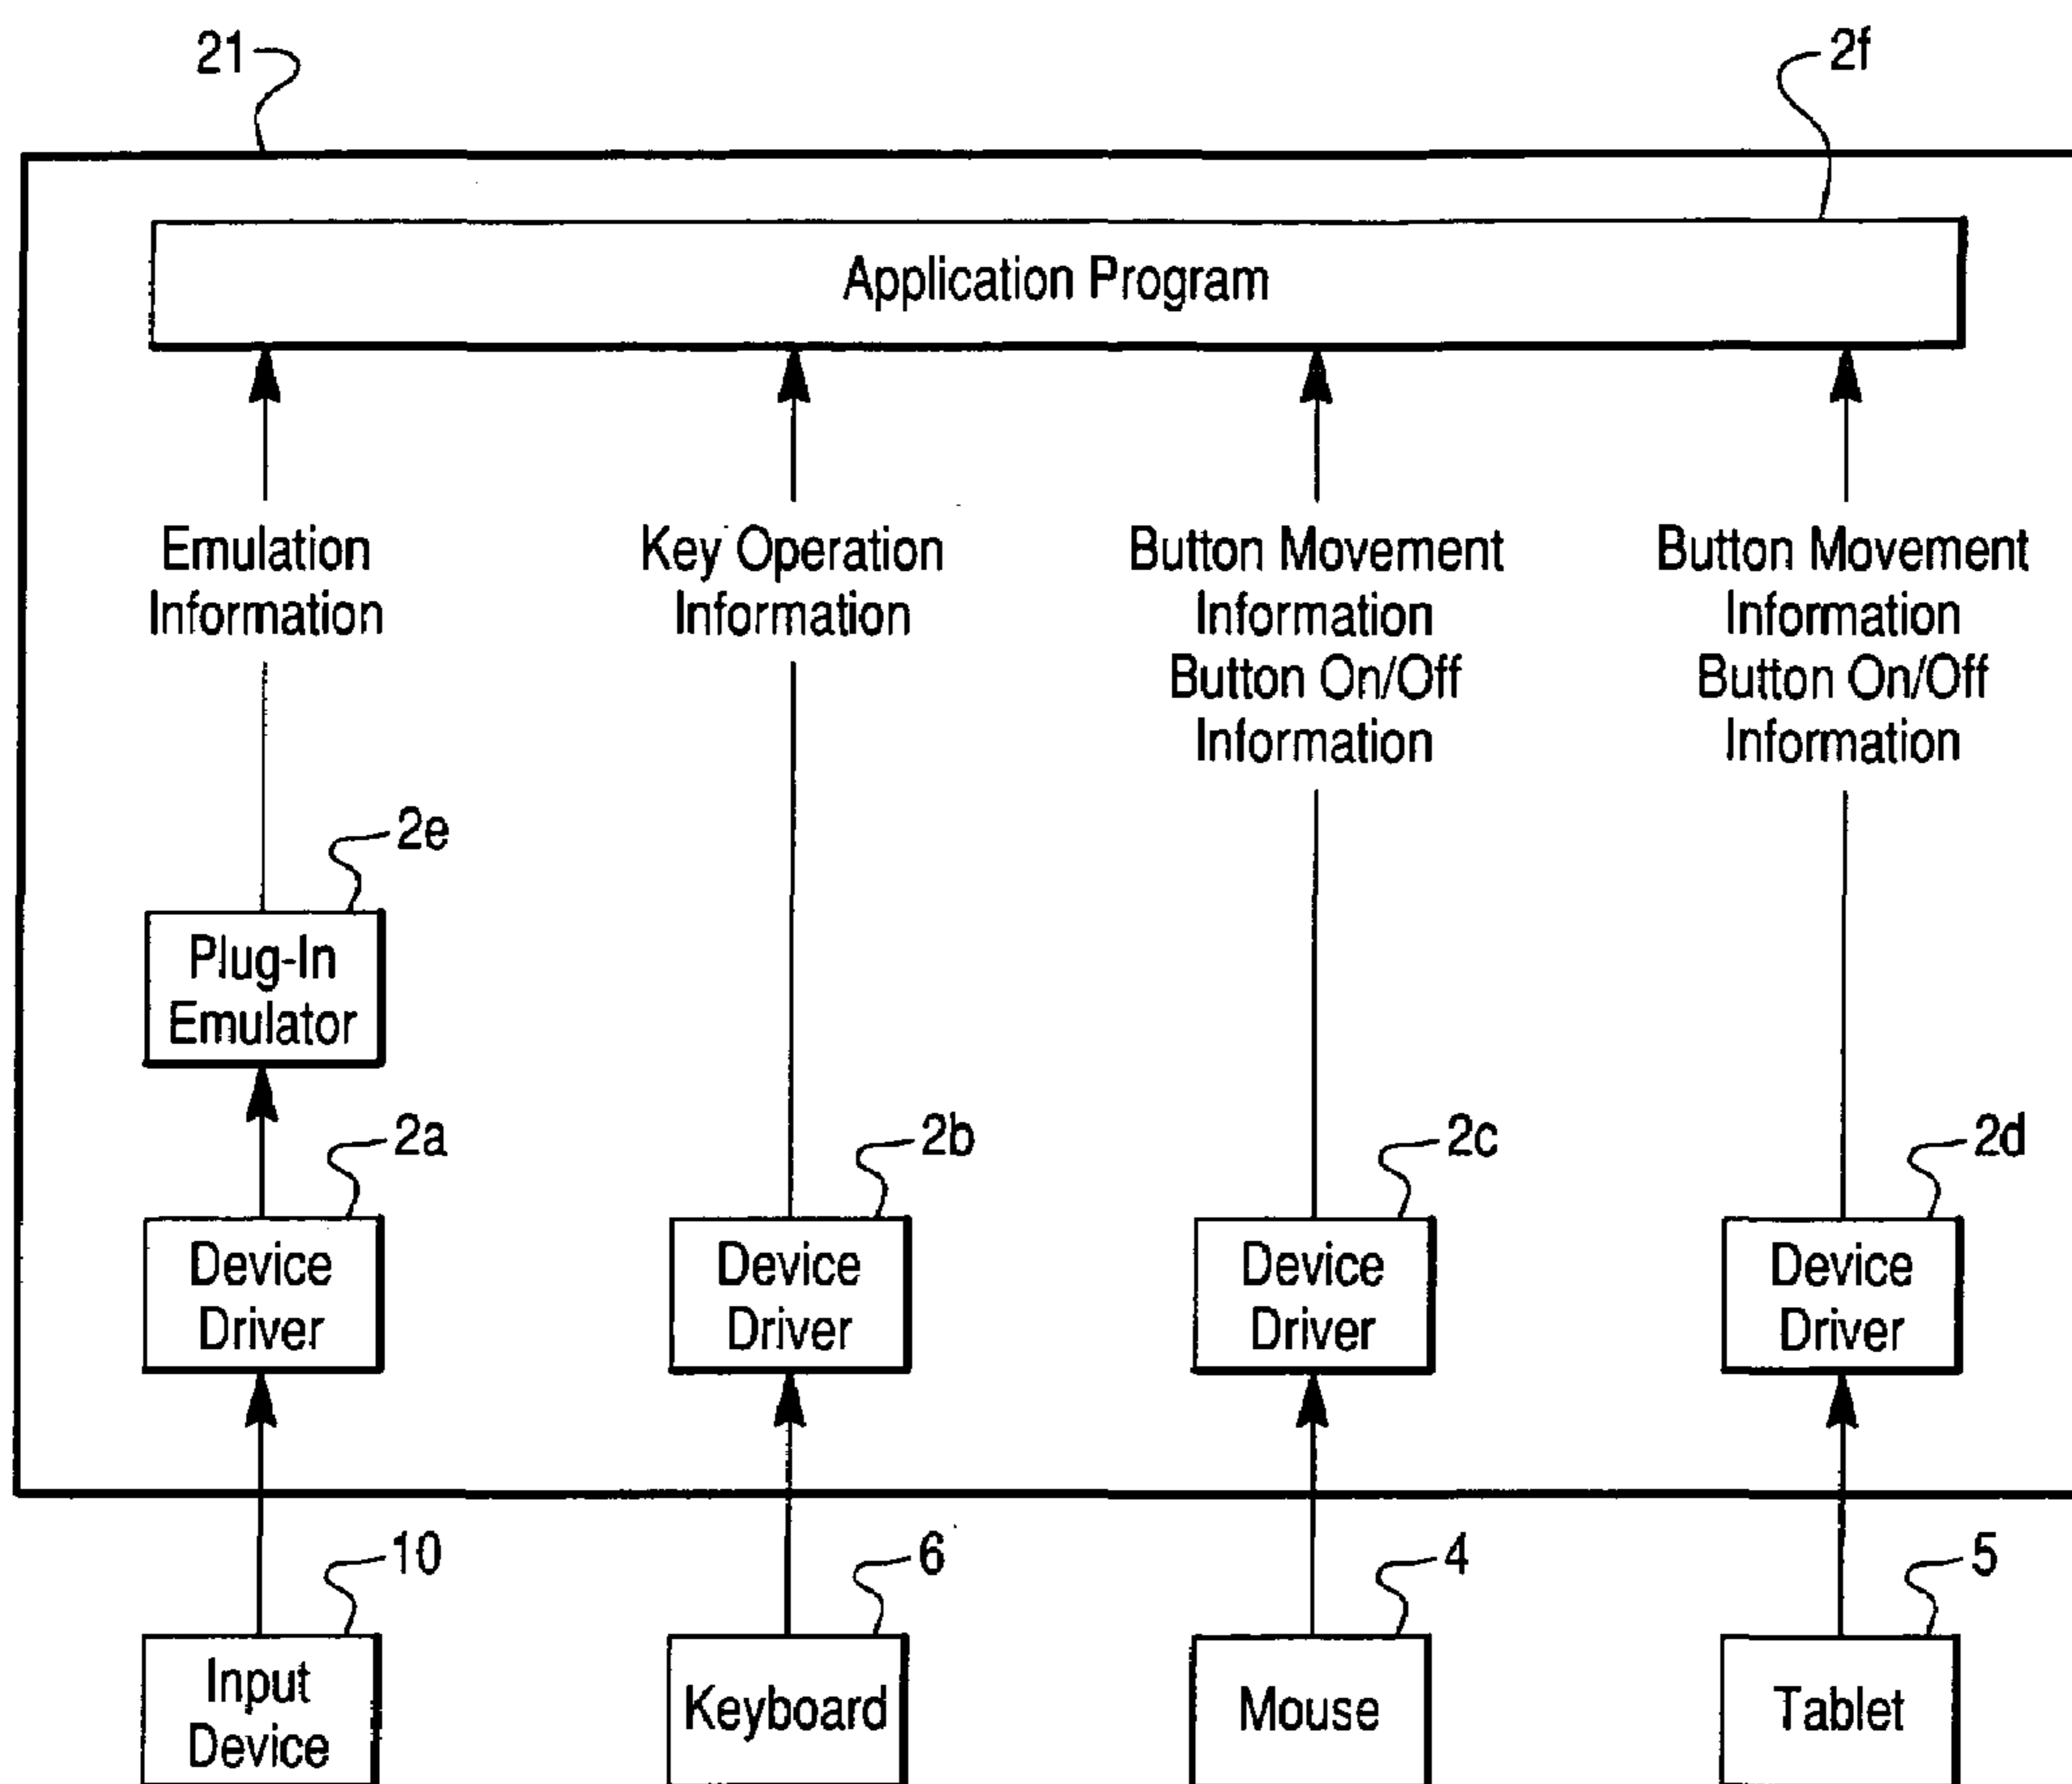 21
2f
Application Program
Emulation
Information
Key Operation
Information
Button Movement
Information
Button On/Off
Information
Button Movement
Information
Button On/Off
Information
2e
Plug-In
Emulator
2a
2b
2c
2d
Device
Driver
Device
Driver
Device
Driver
Device
Driver
10
6
4
5
Input
Device
Keyboard
Mouse
Tablet